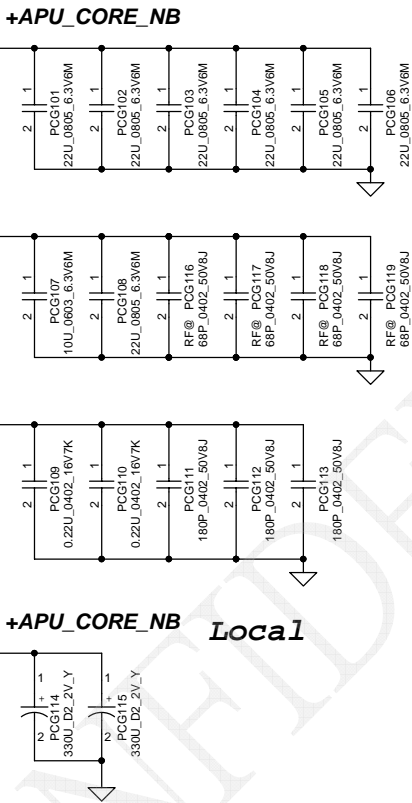 +APU_CORE_NB
1
2
PCG101
22U_0805_6.3V6M
1
2
PCG102
22U_0805_6.3V6M
1
2
PCG103
22U_0805_6.3V6M
1
2
PCG104
22U_0805_6.3V6M
1
2
PCG105
22U_0805_6.3V6M
1
2
PCG106
22U_0805_6.3V6M
1
2
PCG107
10U_0603_6.3V6M
1
2
PCG108
22U_0805_6.3V6M
1
2
RF@ PCG116
68P_0402_50V8J
1
2
RF@ PCG117
68P_0402_50V8J
1
2
RF@ PCG118
68P_0402_50V8J
1
2
RF@ PCG119
68P_0402_50V8J
1
2
PCG109
0.22U_0402_16V7K
1
2
PCG110
0.22U_0402_16V7K
1
2
PCG111
180P_0402_50V8J
1
2
PCG112
180P_0402_50V8J
1
2
PCG113
180P_0402_50V8J
+APU_CORE_NB
Local
1
+
2
PCG114
330U_D2_2V_Y
1
+
2
PCG115
330U_D2_2V_Y